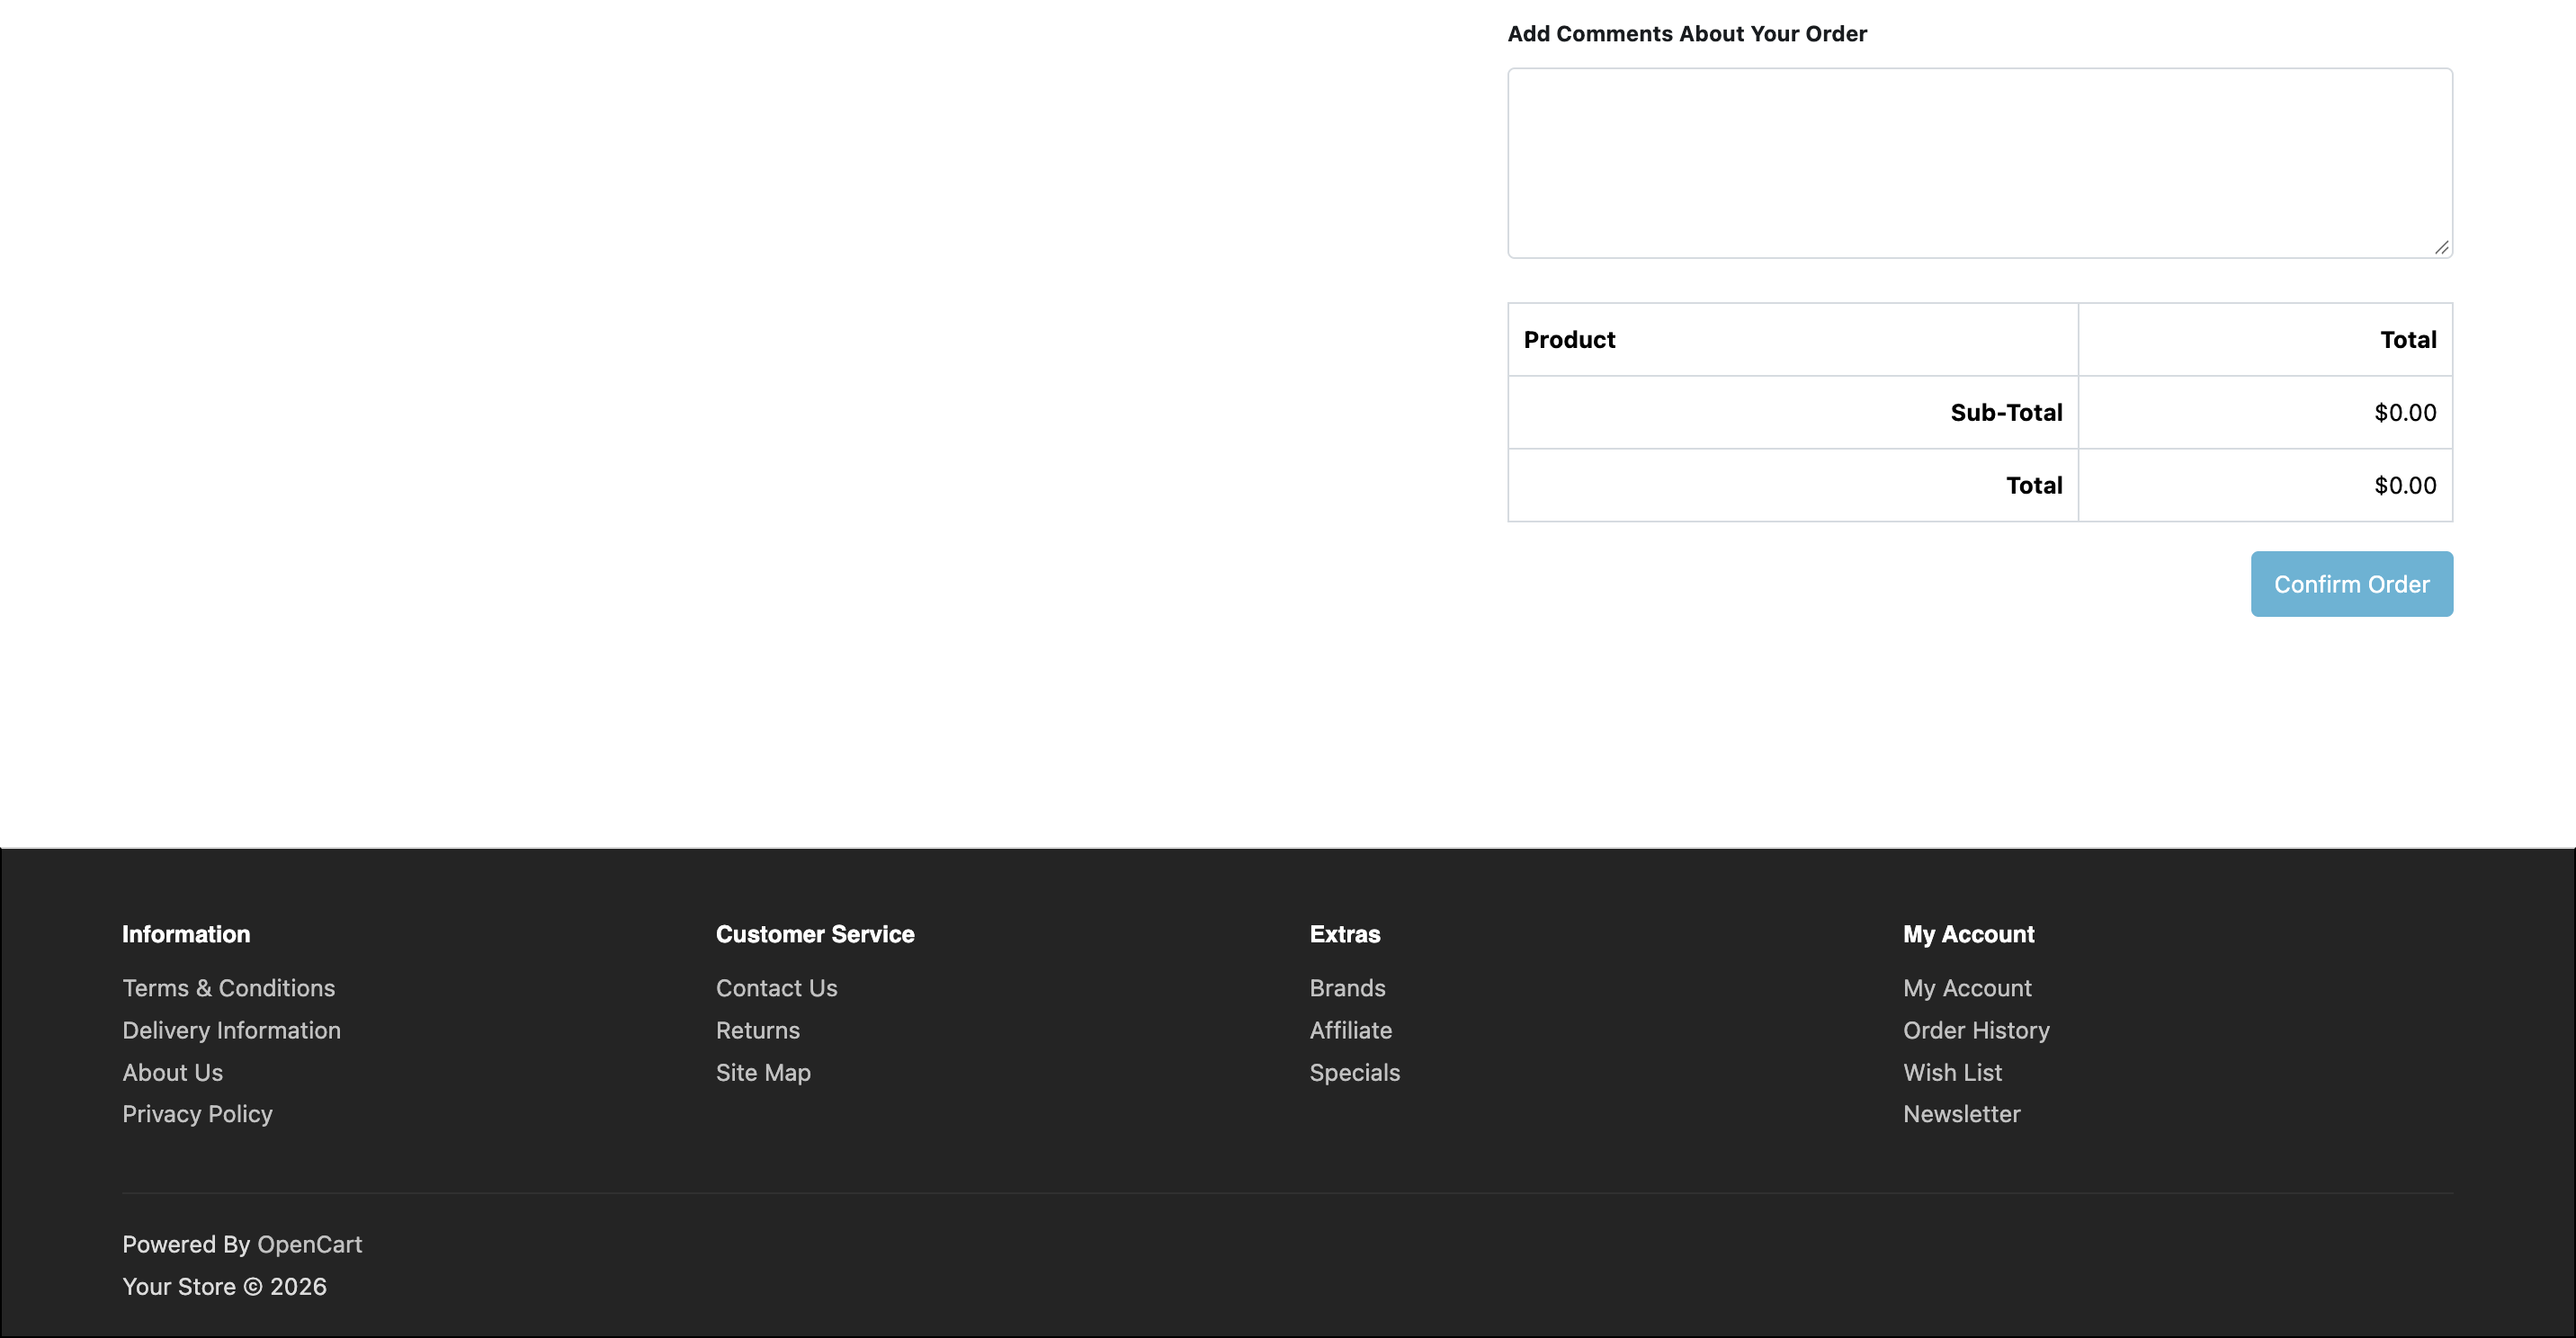 Add Comments About Your Order
Product Total
Sub-Total $0.00
Total $0.00
Confirm Order
Information
Terms & Conditions
Delivery Information
About Us
Privacy Policy
Customer Service
Contact Us
Returns
Site Map
Extras
Brands
Affiliate
Specials
My Account
My Account
Order History
Wish List
Newsletter
Powered By OpenCart
Your Store © 2026